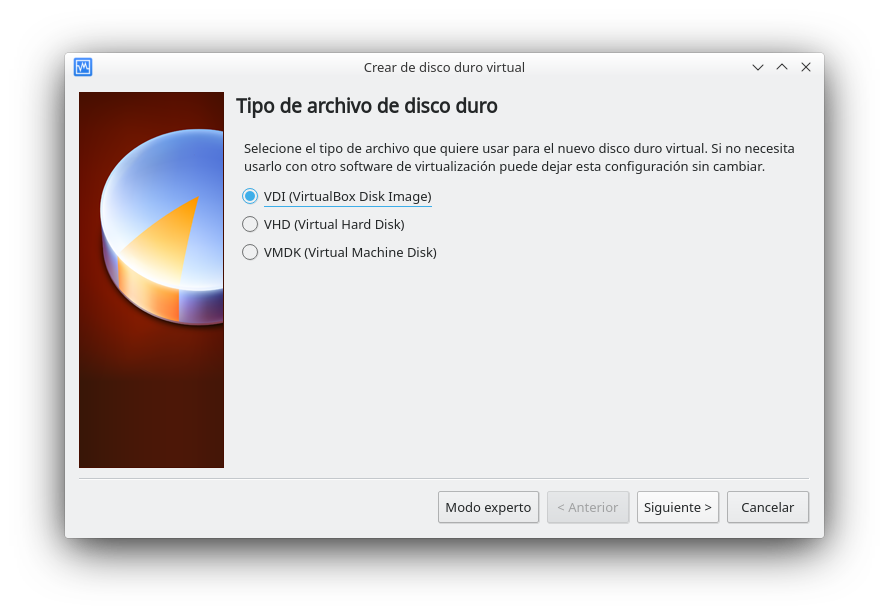 Crear de disco duro virtual
Tipo de archivo de disco duro
Selecione el tipo de archivo que quiere usar para el nuevo disco duro virtual. Si no necesita
usarlo con otro software de virtualización puede dejar esta configuración sin cambiar.
VDI (VirtualBox Disk Image)
VHD (Virtual Hard Disk)
VMDK (Virtual Machine Disk)
Modo experto < Anterior Siguiente > Cancelar